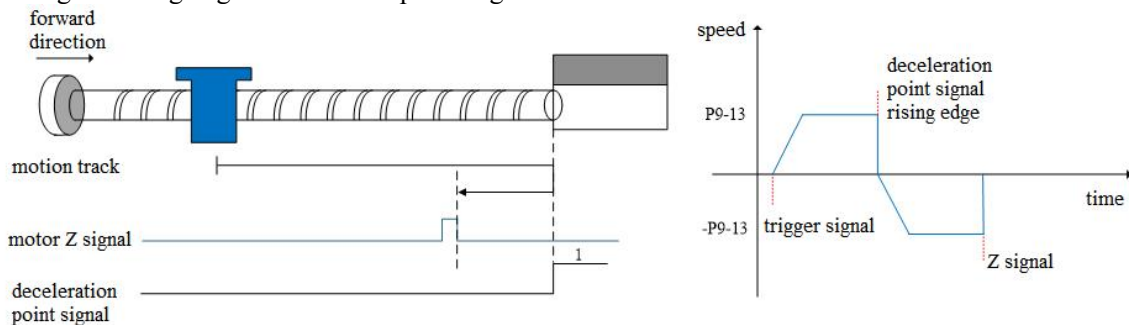 forward
direction
motion track
motor Z signal
deceleration
point signal
1
speed
P9-13
-P9-13
deceleration
point signal
rising edge
trigger signal
time
Z signal